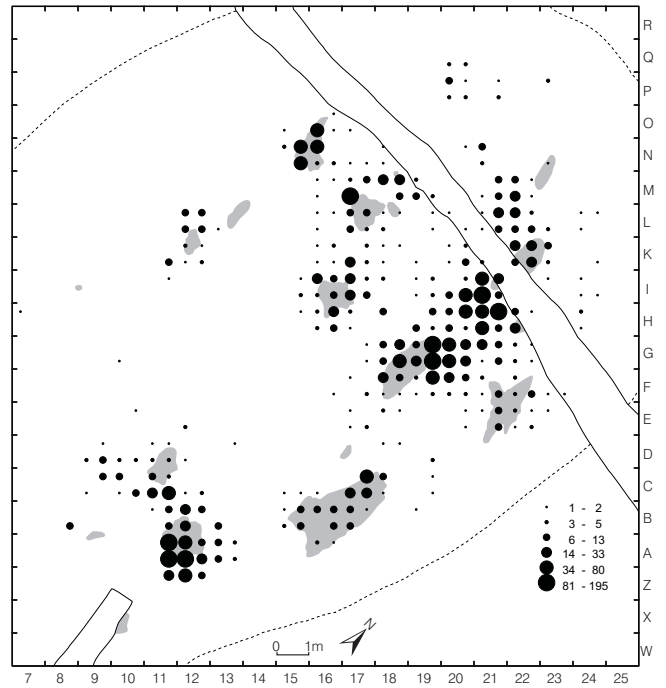 R
Q
P
O
N
M
L
K
I
H
G
F
E
D
C
B
A
Z
X
W
1 - 2
3 - 5
6 - 13
14 - 33
34 - 80
81 - 195
N
0 1m
7 8 9 10 11 12 13 14 15 16 17 18 19 20 21 22 23 24 25